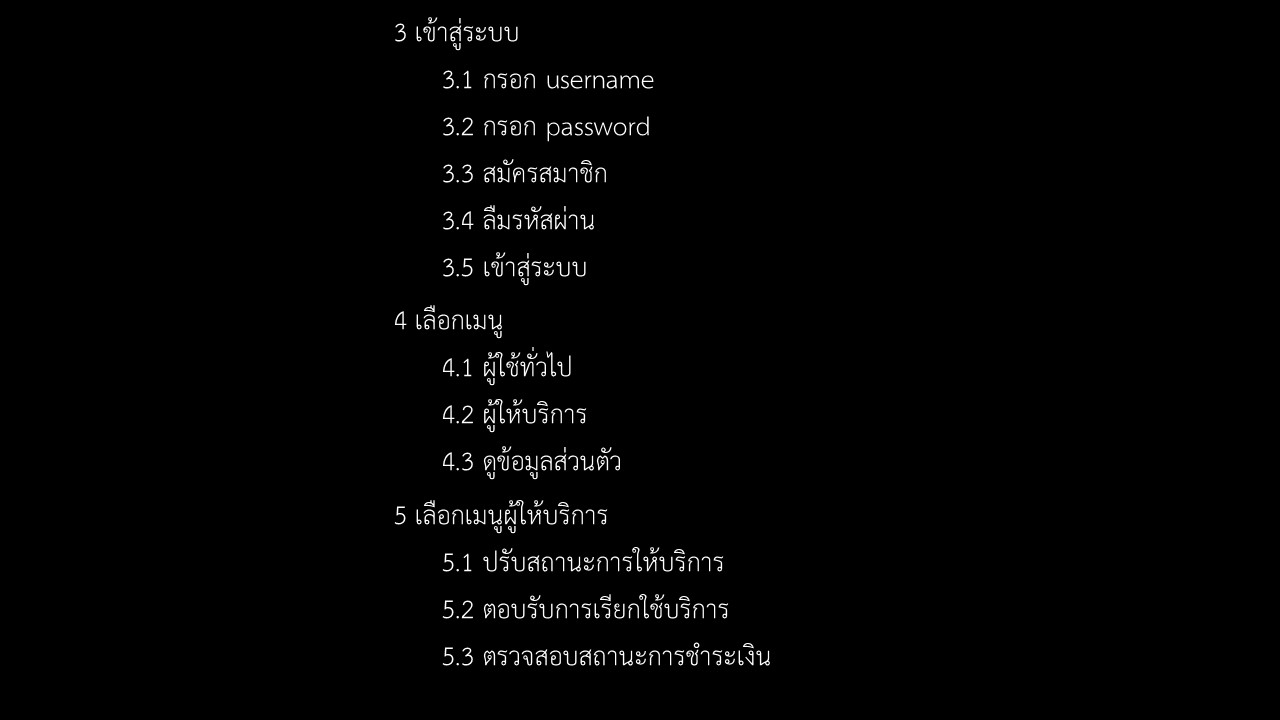 3 เข้าสู่ระบบ
3.1 กรอก username
3.2 กรอก password
3.3 สมัครสมาชิก
3.4 ลืมรหัสผ่าน
3.5 เข้าสู่ระบบ
4 เลือกเมนู
4.1 ผู้ใช้ทั่วไป
4.2 ผู้ให้บริการ
4.3 ดูข้อมูลส่วนตัว
5 เลือกเมนูผู้ให้บริการ
5.1 ปรับสถานะการให้บริการ
5.2 ตอบรับการเรียกใช้บริการ
5.3 ตรวจสอบสถานะการชำระเงิน